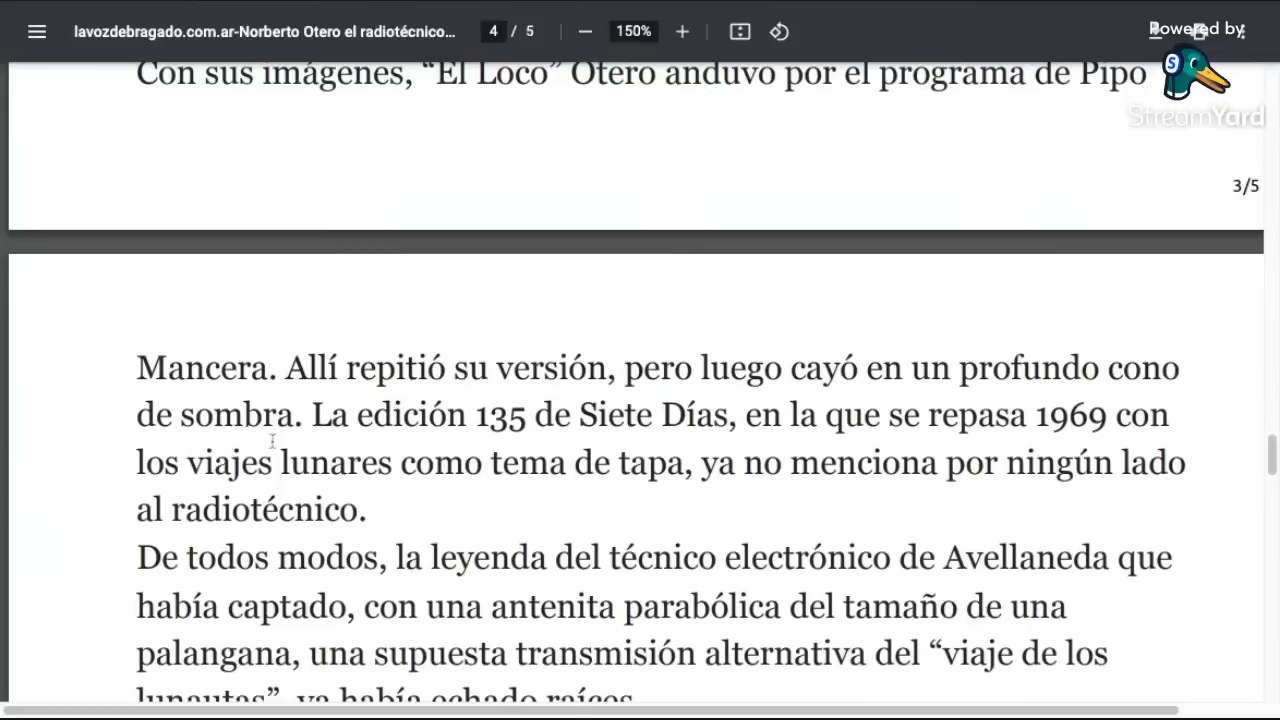 lavozdebragado.com.ar-Norberto Otero el radiotécnico...
4 / 5
150%
Powered by
StreamYard
Con sus imágenes, “El Loco” Otero anduvo por el programa de Pipo
3/5
Mancera. Allí repitió su versión, pero luego cayó en un profundo cono
de sombra. La edición 135 de Siete Días, en la que se repasa 1969 con
los viajes lunares como tema de tapa, ya no menciona por ningún lado
al radiotécnico.
De todos modos, la leyenda del técnico electrónico de Avellaneda que
había captado, con una antenita parabólica del tamaño de una
palangana, una supuesta transmisión alternativa del “viaje de los
lunautas”, ya había echado raíces.